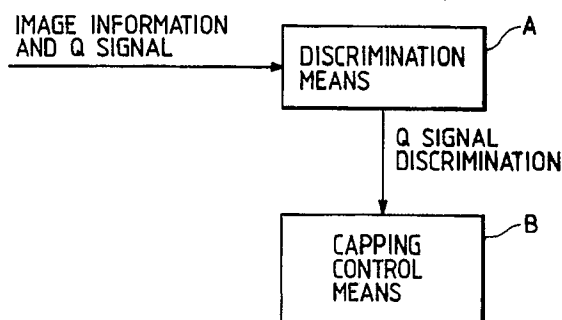 IMAGE INFORMATION
AND Q SIGNAL
A
DISCRIMINATION
MEANS
Q SIGNAL
DISCRIMINATION
B
CAPPING
CONTROL
MEANS